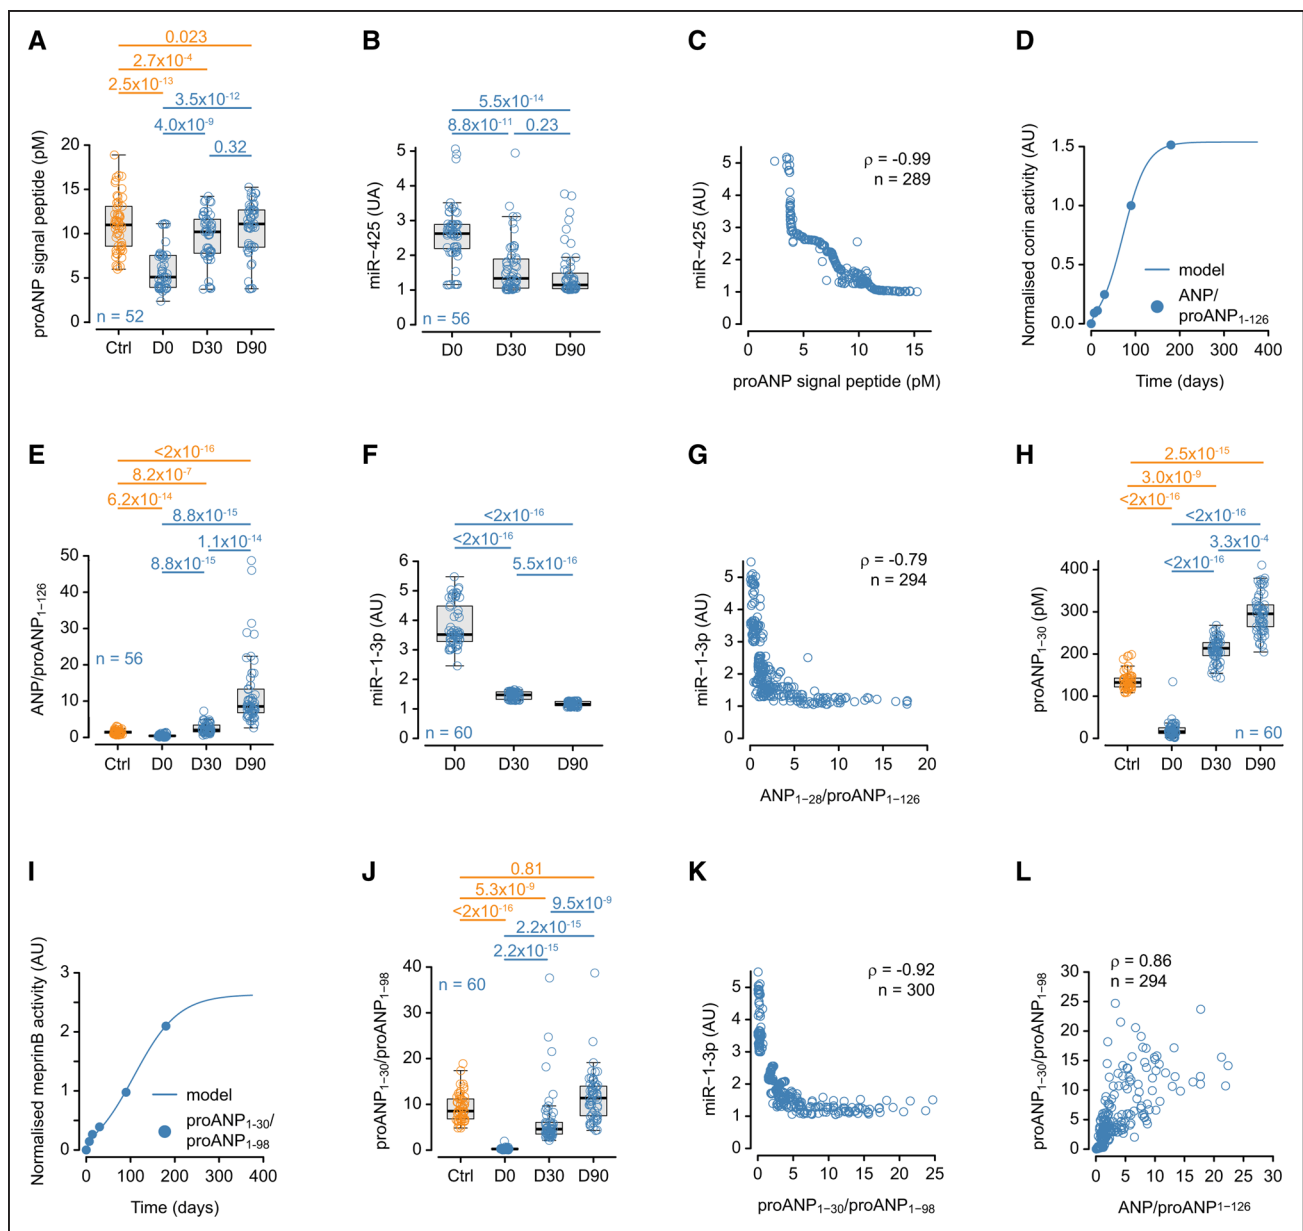 A
0.023
2.7x10-4
2.5x10-13
3.5x10-12
4.0x10-9
0.32
proANP signal peptide (pM)
20
15
10
5
0
n = 52
Ctrl D0 D30 D90
B
5.5x10-14
8.8x10-11 0.23
miR-425 (UA)
5
4
3
2
1
0
n = 56
D0 D30 D90
C
ρ = -0.99
n = 289
miR-425 (AU)
5
4
3
2
1
0
0 5 10 15
proANP signal peptide (pM)
D
Normalised corin activity (AU)
1.5
1.0
0.5
0.0
model
ANP/
proANP1-126
0 100 200 300 400
Time (days)
E
<2x10-16
8.2x10-7
6.2x10-14
8.8x10-15
1.1x10-14
8.8x10-15
ANP/proANP1−126
50
40
30
20
10
0
n = 56
Ctrl D0 D30 D90
F
<2x10-16
<2x10-16
5.5x10-16
miR-1-3p (AU)
6
5
4
3
2
1
0
n = 60
D0 D30 D90
G
ρ = -0.79
n = 294
miR−1-3p (AU)
5
4
3
2
1
0
0 5 10 15 20
ANP1−28/proANP1−126
H
2.5x10-15
3.0x10-9
<2x10-16
<2x10-16
3.3x10-4
<2x10-16
proANP1−30 (pM)
400
300
200
100
0
n = 60
Ctrl D0 D30 D90
I
Normalised meprinB activity (AU)
3
2
1
0
model
proANP1-30/
proANP1-98
0 100 200 300 400
Time (days)
J
0.81
5.3x10-9
<2x10-16
9.5x10-9
2.2x10-15
2.2x10-15
proANP1−30/proANP1−98
40
30
20
10
0
n = 60
Ctrl D0 D30 D90
K
ρ = -0.92
n = 300
miR−1-3p (AU)
5
4
3
2
1
0
0 5 10 15 20 25
proANP1−30/proANP1−98
L
ρ = 0.86
n = 294
proANP1−30/proANP1−98
30
25
20
15
10
5
0
0 5 10 15 20 25 30
ANP/proANP1−126